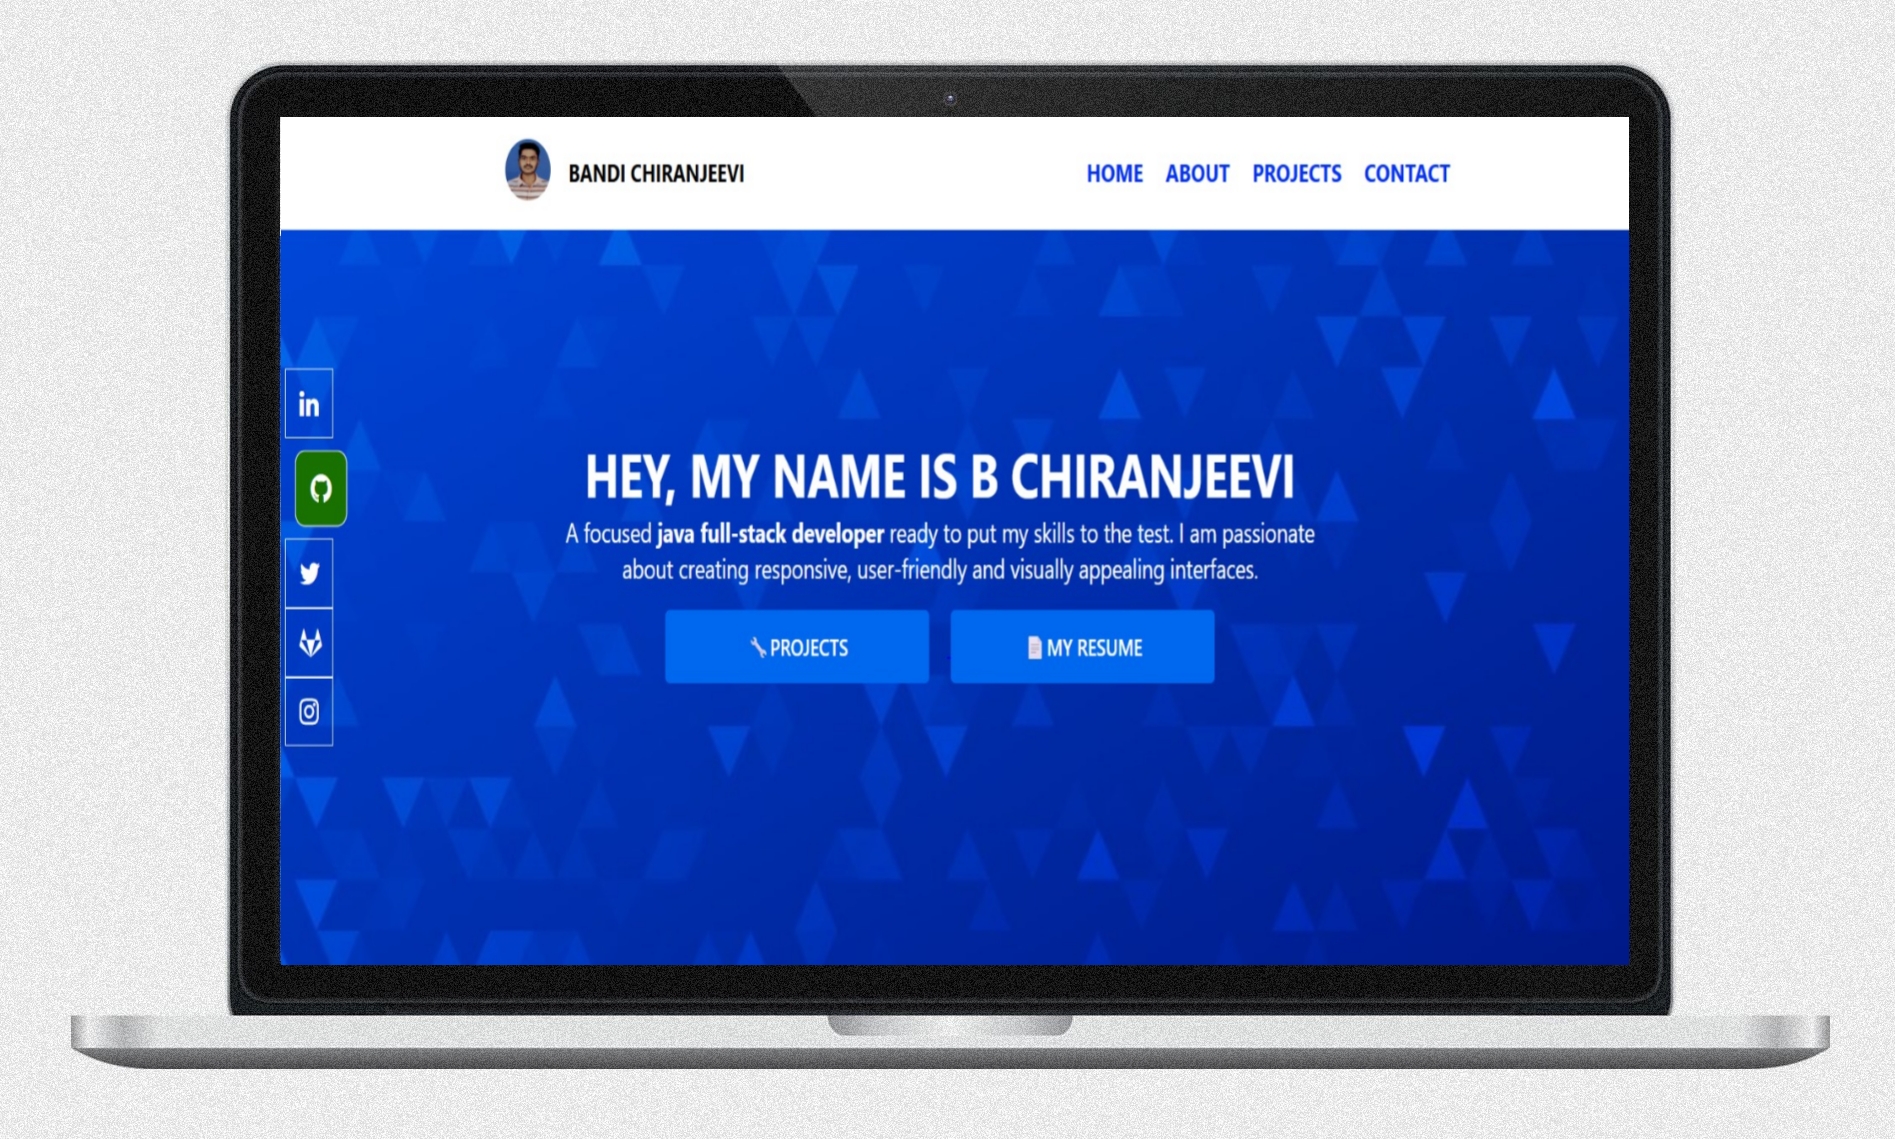 BANDI CHIRANJEEVI
HOME ABOUT PROJECTS CONTACT
in
HEY, MY NAME IS B CHIRANJEEVI
A focused java full-stack developer ready to put my skills to the test. I am passionate
about creating responsive, user-friendly and visually appealing interfaces.
PROJECTS
MY RESUME